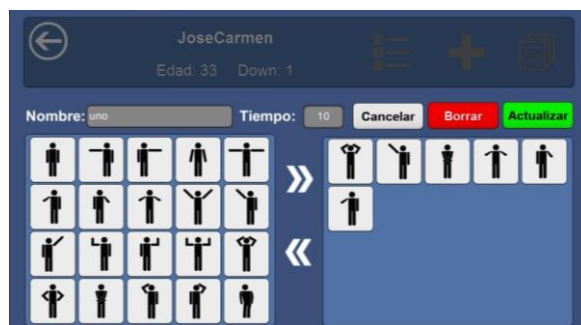 JoseCarmen
Edad: 33 Down: 1
Nombre: uno Tiempo: 10 Cancelar Borrar Actualizar